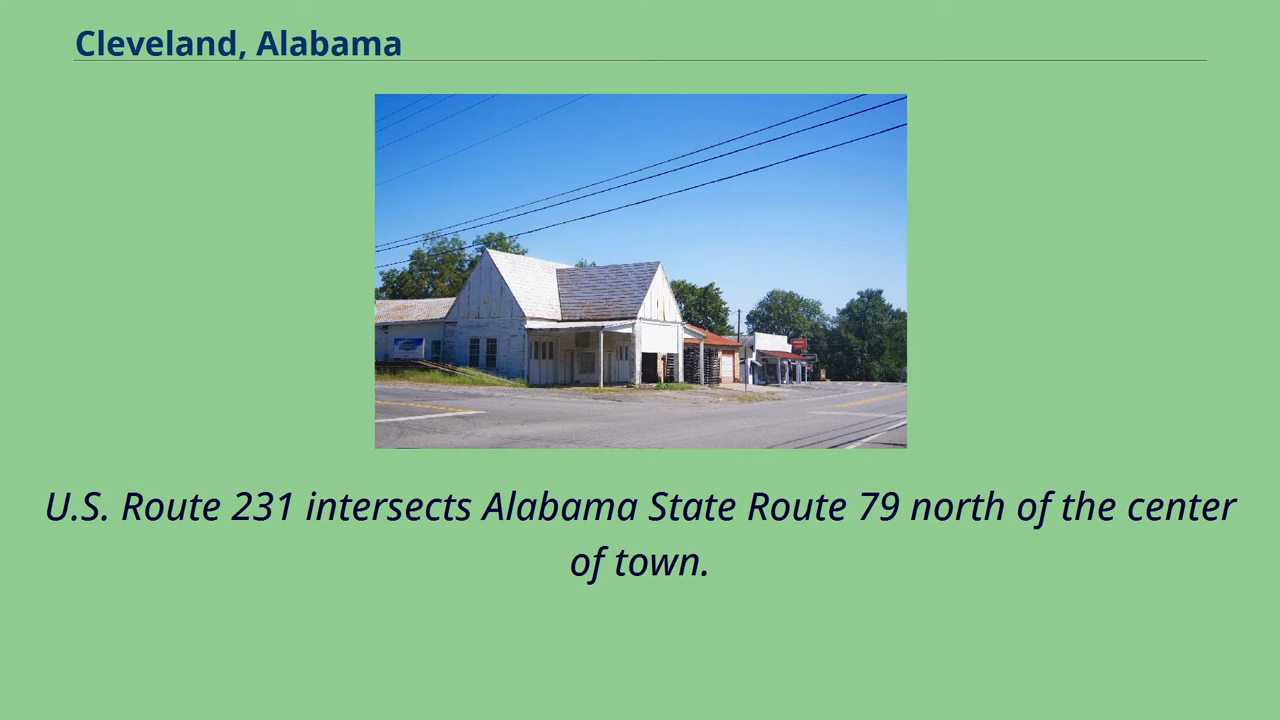 Cleveland, Alabama
U.S. Route 231 intersects Alabama State Route 79 north of the center
of town.